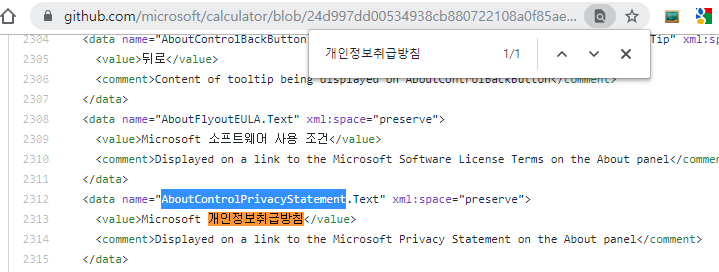 github.com/microsoft/calculator/blob/24d997dd00534938cb880722108a0f85ae...
개인정보취급방침 1/1
2304 <data name="AboutControlBackButton Tip" xml:sp
2305 <value>뒤로</value>
2306 <comment>Content of tooltip being displayed on AboutControlBackButton</comment>
2307 </data>
2308 <data name="AboutFlyoutEULA.Text" xml:space="preserve">
2309 <value>Microsoft 소프트웨어 사용 조건</value>
2310 <comment>Displayed on a link to the Microsoft Software License Terms on the About panel</comme
2311 </data>
2312 <data name="AboutControlPrivacyStatement.Text" xml:space="preserve">
2313 <value>Microsoft 개인정보취급방침</value>
2314 <comment>Displayed on a link to the Microsoft Privacy Statement on the About panel</comment>
2315 </data>